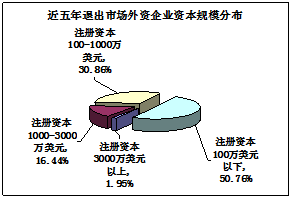 近五年退出市场外资企业资本规模分布
注册资本
100-1000万
美元,
30.86%
注册资本
1000-3000
万美元,
16.44%
注册资本
3000万美元
以上,
1.95%
注册资本
100万美元
以下,
50.76%